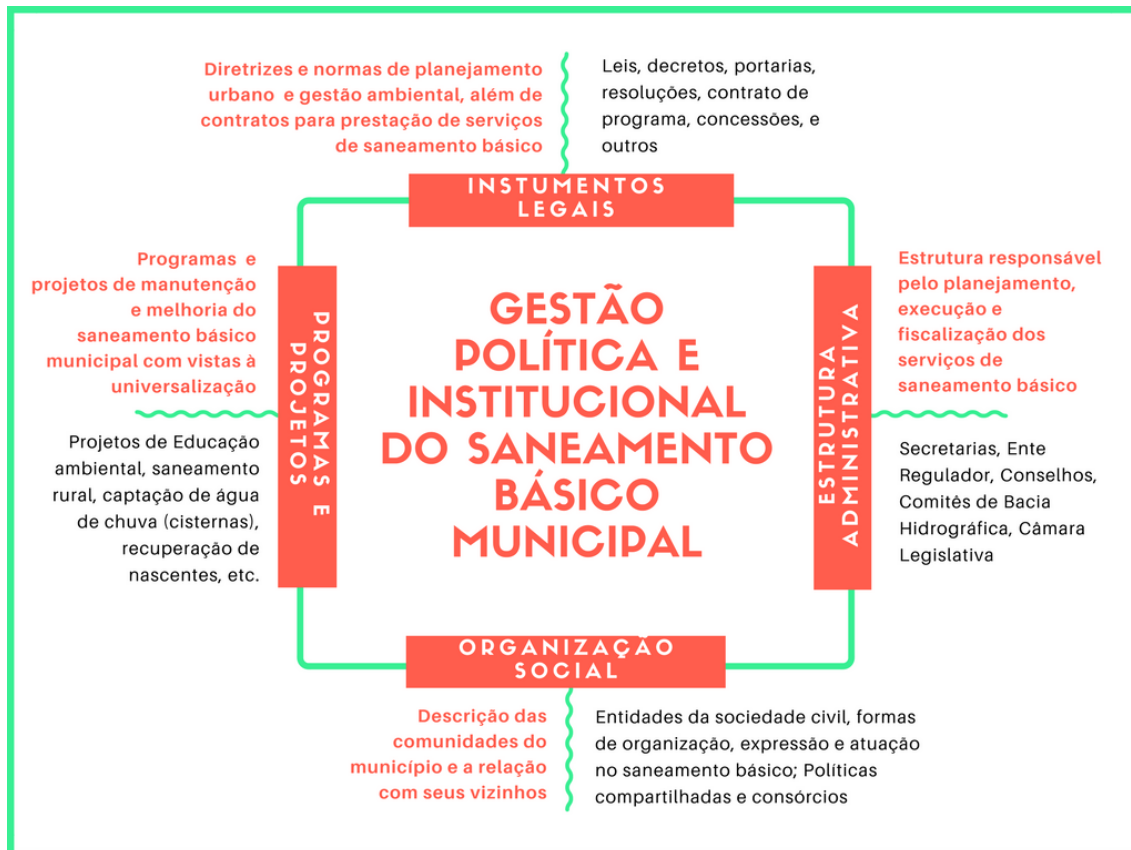 Diretrizes e normas de planejamento
urbano e gestão ambiental, além de
contratos para prestação de serviços
de saneamento básico
Leis, decretos, portarias,
resoluções, contrato de
programa, concessões, e
outros
INSTUMENTOS
LEGAIS
Programas e
projetos de manutenção
e melhoria do
saneamento básico
municipal com vistas à
universalização
Projetos de Educação
ambiental, saneamento
rural, captação de água
de chuva (cisternas),
recuperação de
nascentes, etc.
PROGRAMAS E
PROJETOS
GESTÃO
POLÍTICA E
INSTITUCIONAL
DO SANEAMENTO
BÁSICO
MUNICIPAL
ESTRUTURA
ADMINISTRATIVA
Estrutura responsável
pelo planejamento,
execução e
fiscalização dos
serviços de
saneamento básico
Secretarias, Ente
Regulador, Conselhos,
Comitês de Bacia
Hidrográfica, Câmara
Legislativa
ORGANIZAÇÃO
SOCIAL
Descrição das
comunidades do
município e a relação
com seus vizinhos
Entidades da sociedade civil, formas
de organização, expressão e atuação
no saneamento básico; Políticas
compartilhadas e consórcios